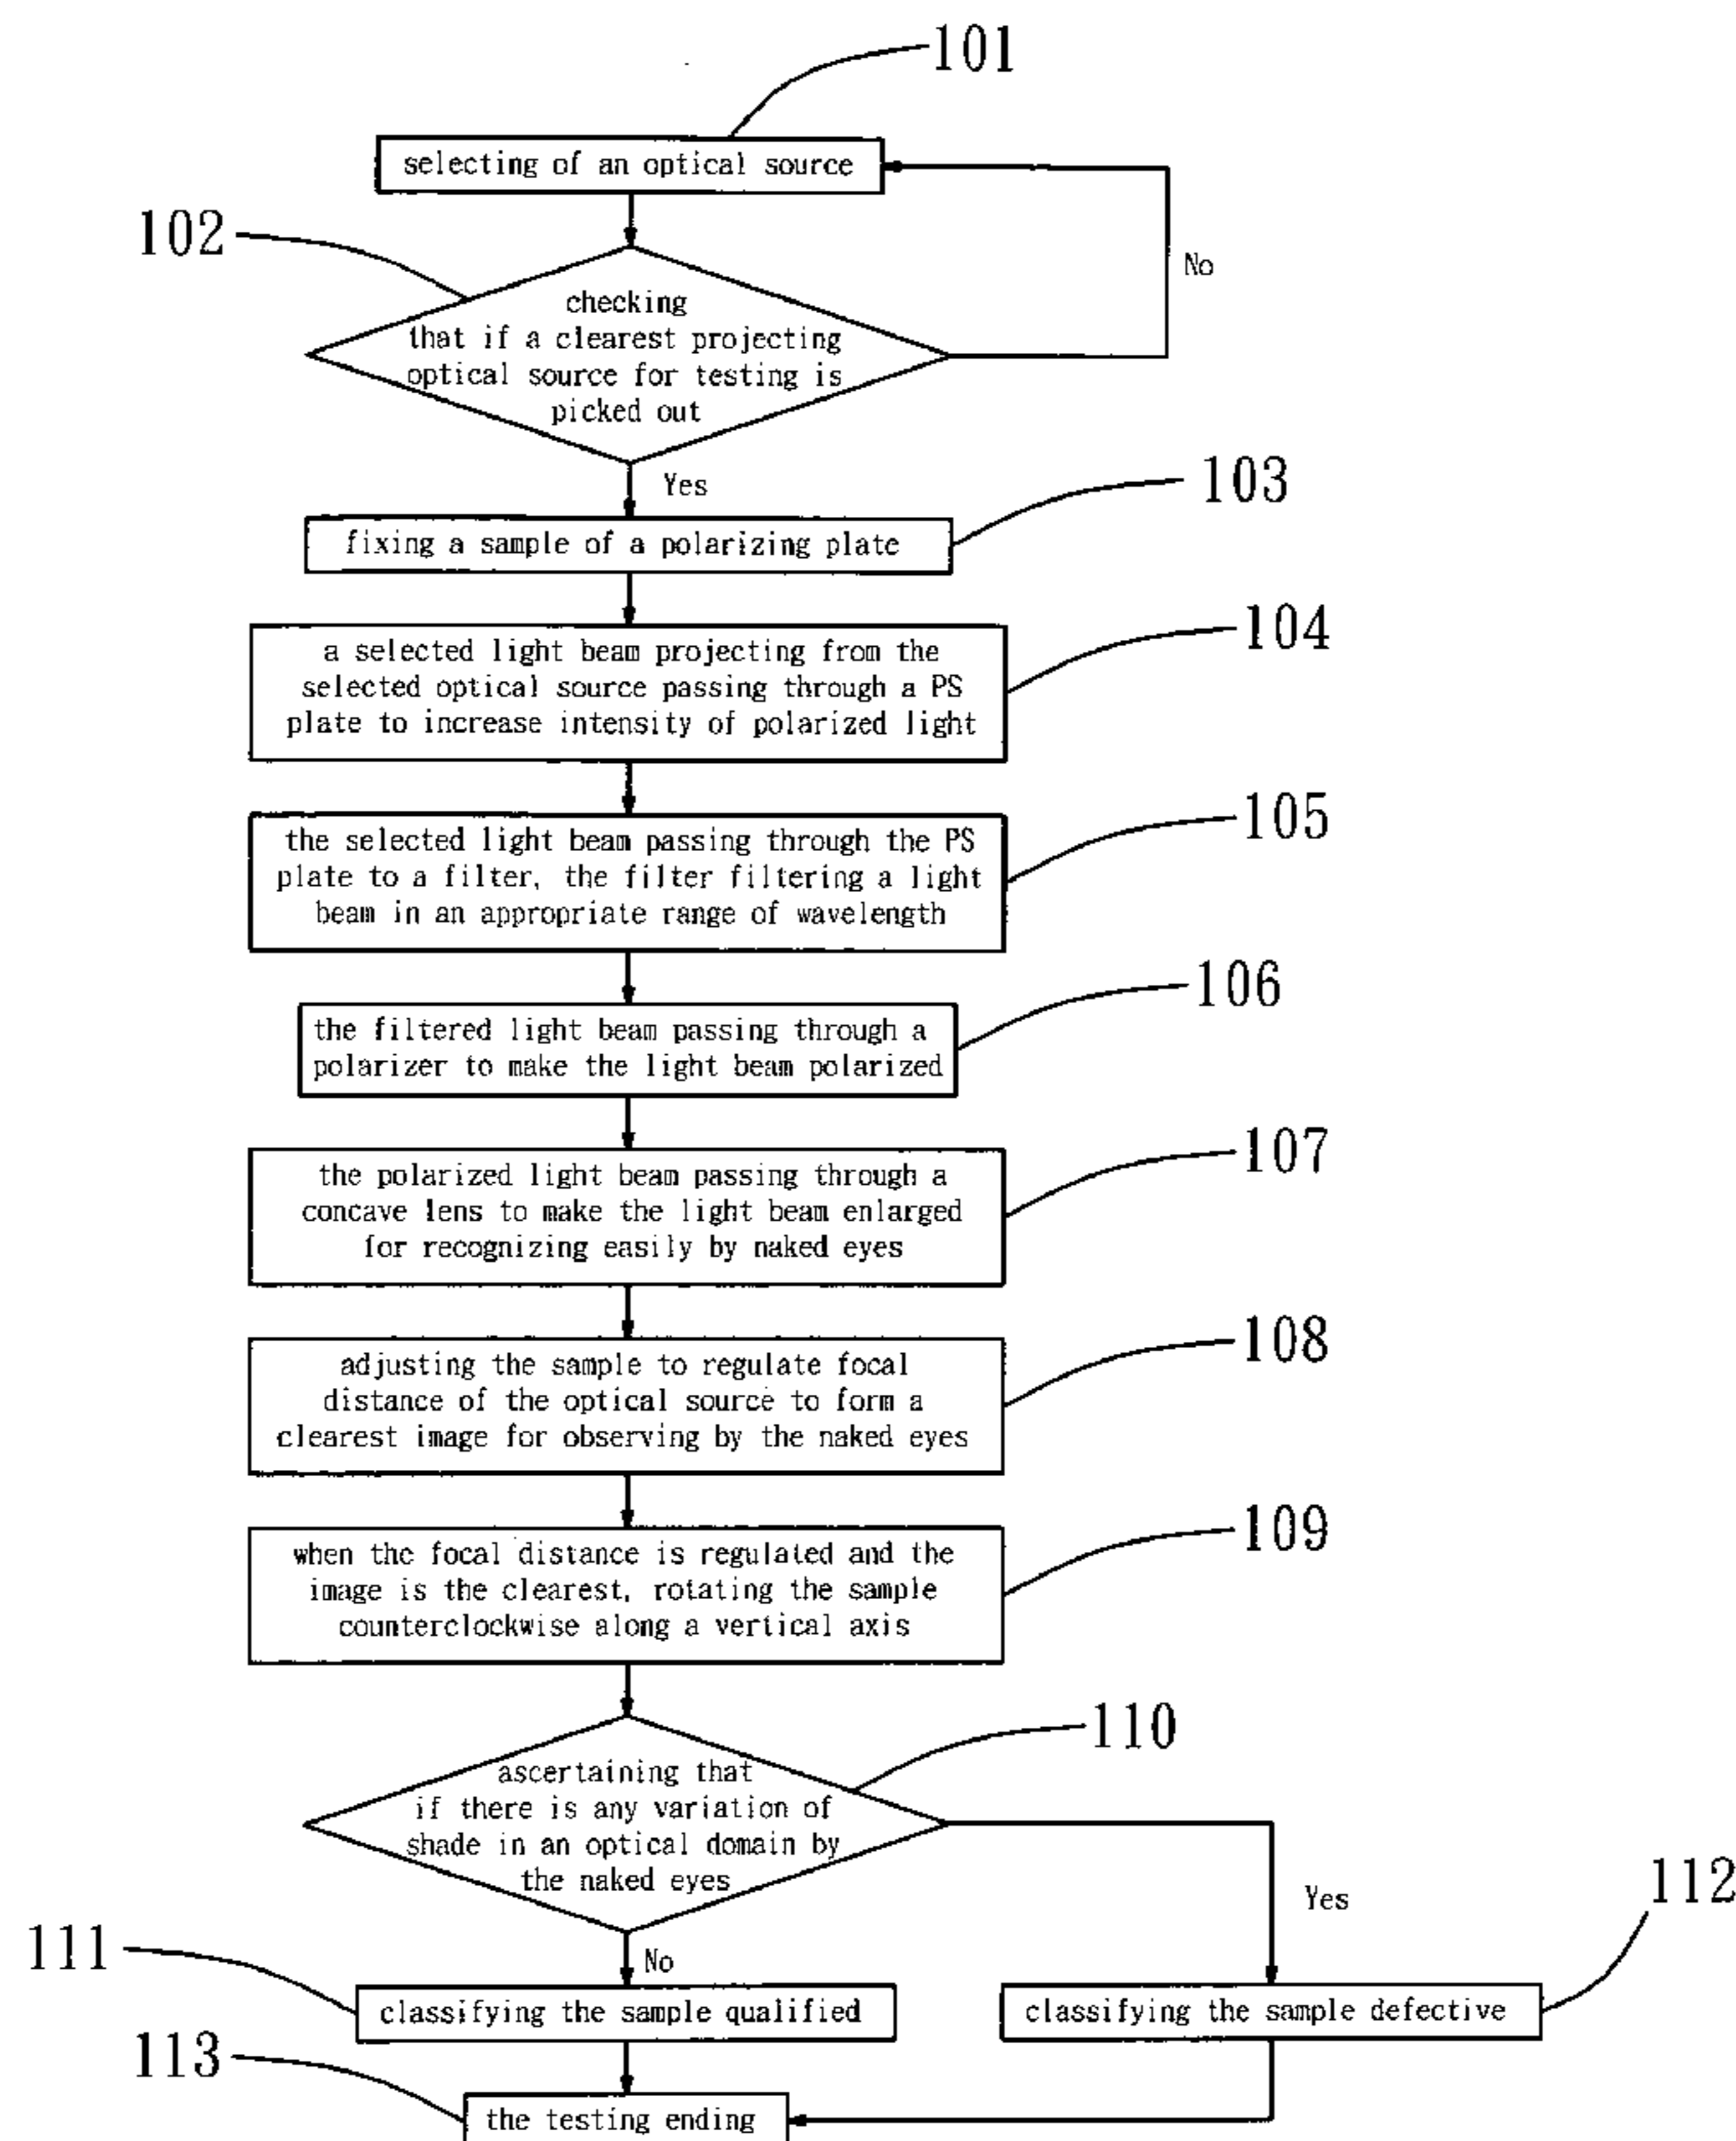 101
selecting of an optical source
102
No
checking
that if a clearest projecting
optical source for testing is
picked out
Yes
103
fixing a sample of a polarizing plate
104
a selected light beam projecting from the
selected optical source passing through a PS
plate to increase intensity of polarized light
105
the selected light beam passing through the PS
plate to a filter, the filter filtering a light
beam in an appropriate range of wavelength
106
the filtered light beam passing through a
polarizer to make the light beam polarized
107
the polarized light beam passing through a
concave lens to make the light beam enlarged
for recognizing easily by naked eyes
108
adjusting the sample to regulate focal
distance of the optical source to form a
clearest image for observing by the naked eyes
109
when the focal distance is regulated and the
image is the clearest, rotating the sample
counterclockwise along a vertical axis
110
ascertaining that
if there is any variation of
shade in an optical domain by
the naked eyes
Yes
112
111
No
classifying the sample qualified
classifying the sample defective
113
the testing ending